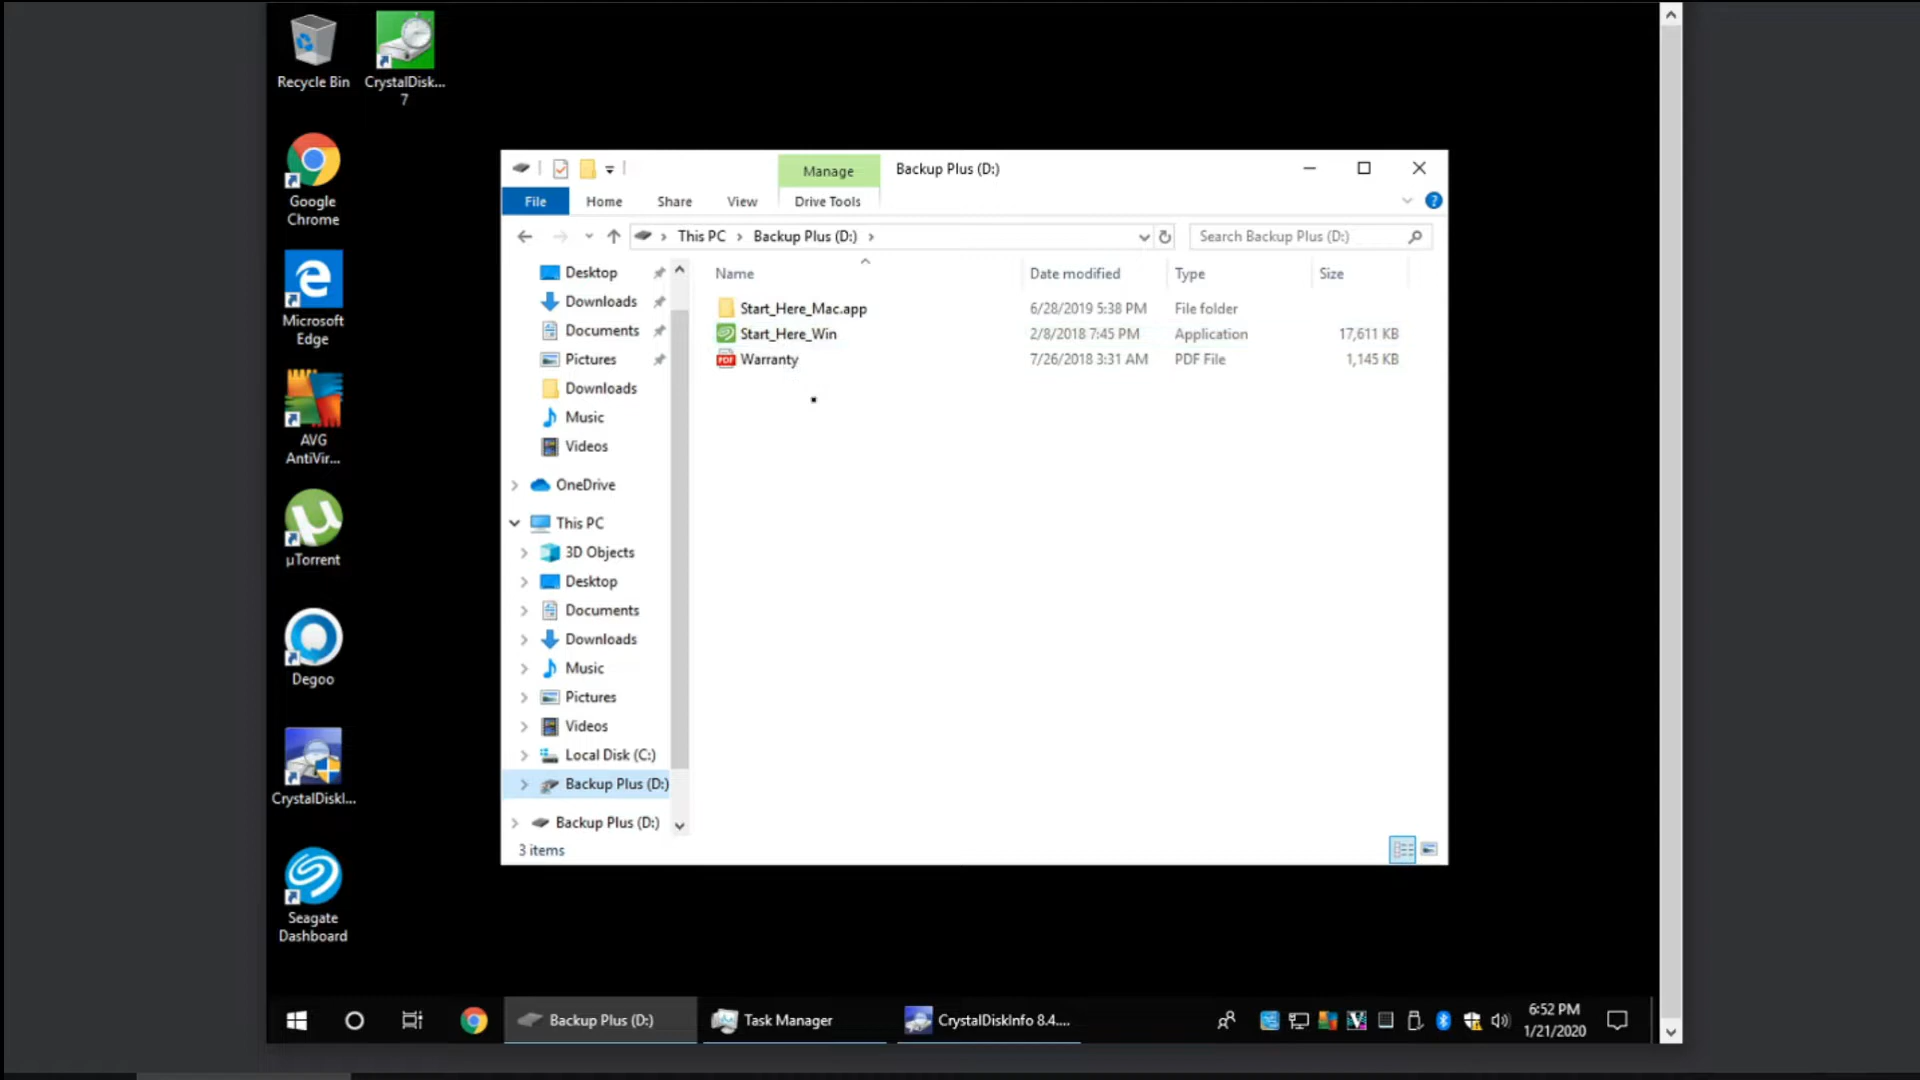 Recycle Bin
CrystalDisk...
7
Google
Chrome
Microsoft
Edge
AVG
AntiVir...
µTorrent
Degoo
CrystalDiskI...
Seagate
Dashboard
Manage
Backup Plus (D:)
File
Home
Share
View
Drive Tools
This PC
Backup Plus (D:)
Search Backup Plus (D:)
Desktop
Downloads
Documents
Pictures
Downloads
Music
Videos
OneDrive
This PC
3D Objects
Desktop
Documents
Downloads
Music
Pictures
Videos
Local Disk (C:)
Backup Plus (D:)
Backup Plus (D:)
Name Date modified Type Size
Start_Here_Mac.app 6/28/2019 5:38 PM File folder
Start_Here_Win 2/8/2018 7:45 PM Application 17,611 KB
PDF Warranty 7/26/2018 3:31 AM PDF File 1,145 KB
3 items
Backup Plus (D:)
Task Manager
CrystalDiskInfo 8.4....
6:52 PM
1/21/2020